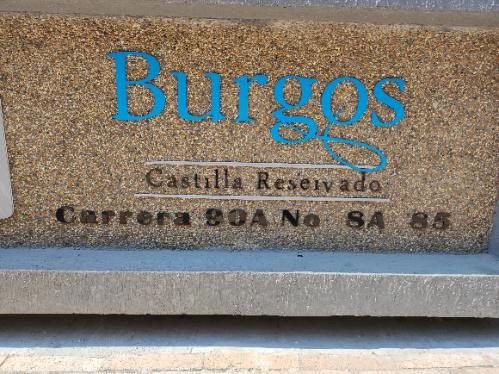 Burgos
Castilla Reservado
Carrera 80A No 8A 85